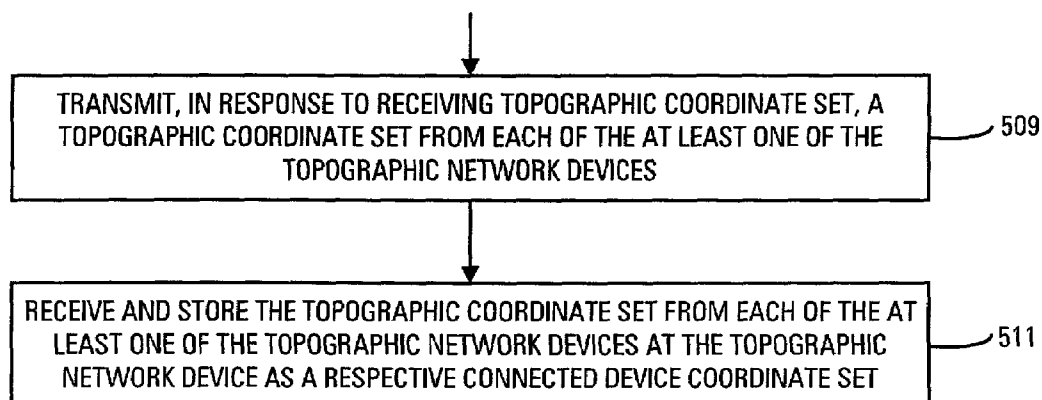 TRANSMIT, IN RESPONSE TO RECEIVING TOPOGRAPHIC COORDINATE SET, A
TOPOGRAPHIC COORDINATE SET FROM EACH OF THE AT LEAST ONE OF THE
TOPOGRAPHIC NETWORK DEVICES
509
RECEIVE AND STORE THE TOPOGRAPHIC COORDINATE SET FROM EACH OF THE AT
LEAST ONE OF THE TOPOGRAPHIC NETWORK DEVICES AT THE TOPOGRAPHIC
NETWORK DEVICE AS A RESPECTIVE CONNECTED DEVICE COORDINATE SET
511